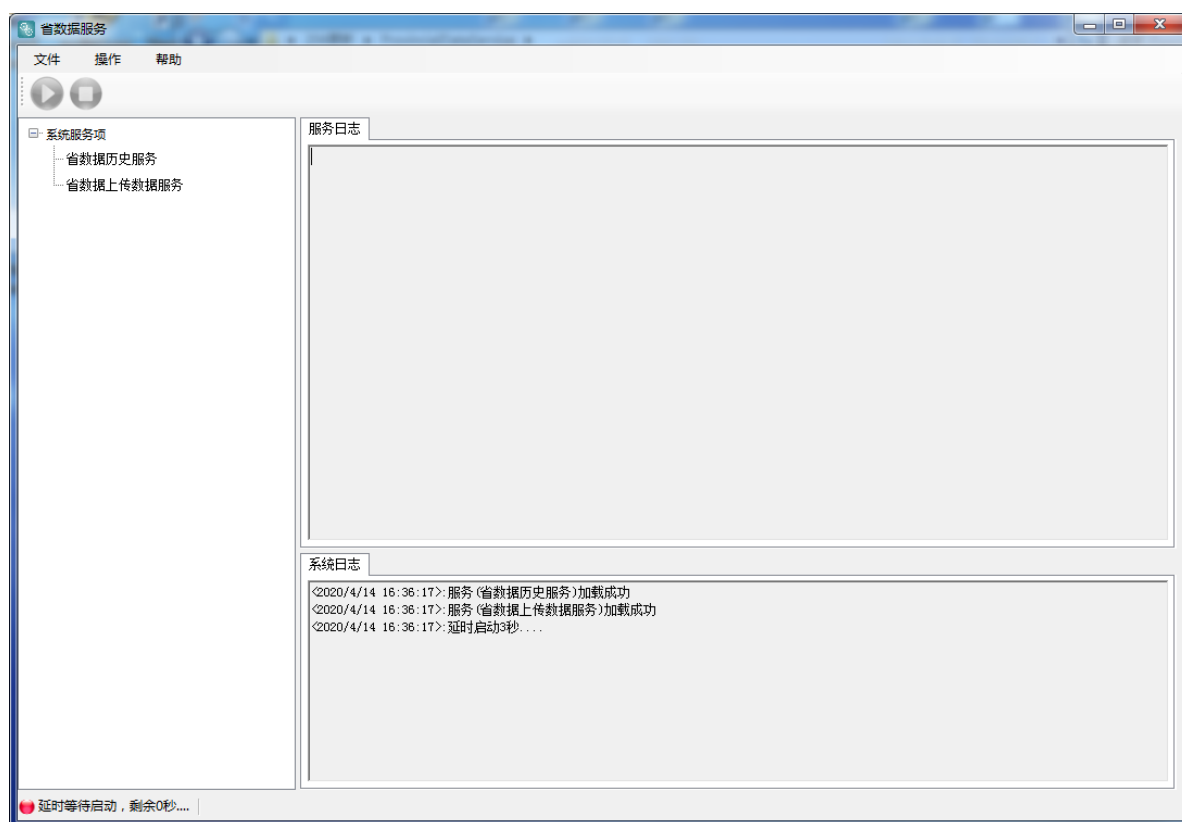 省数据服务
文件 操作 帮助
系统服务项
省数据历史服务
省数据上传数据服务
服务日志
系统日志
<2020/4/14 16:36:17>:服务(省数据历史服务)加载成功
<2020/4/14 16:36:17>:服务(省数据上传数据服务)加载成功
<2020/4/14 16:36:17>:延时启动3秒....
延时等待启动，剩余0秒....